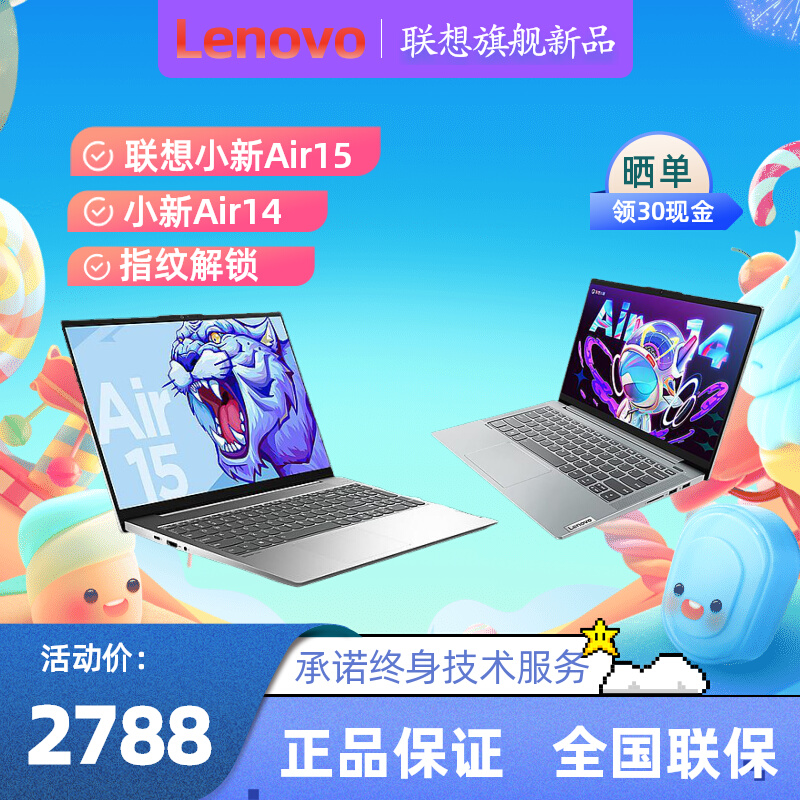 Lenovo 联想旗舰新品
联想小新Air15
小新Air14
指纹解锁
晒单
领30现金
Air
15
Air
14
Lenovo
活动价：
2788
承诺终身技术服务
正品保证 全国联保